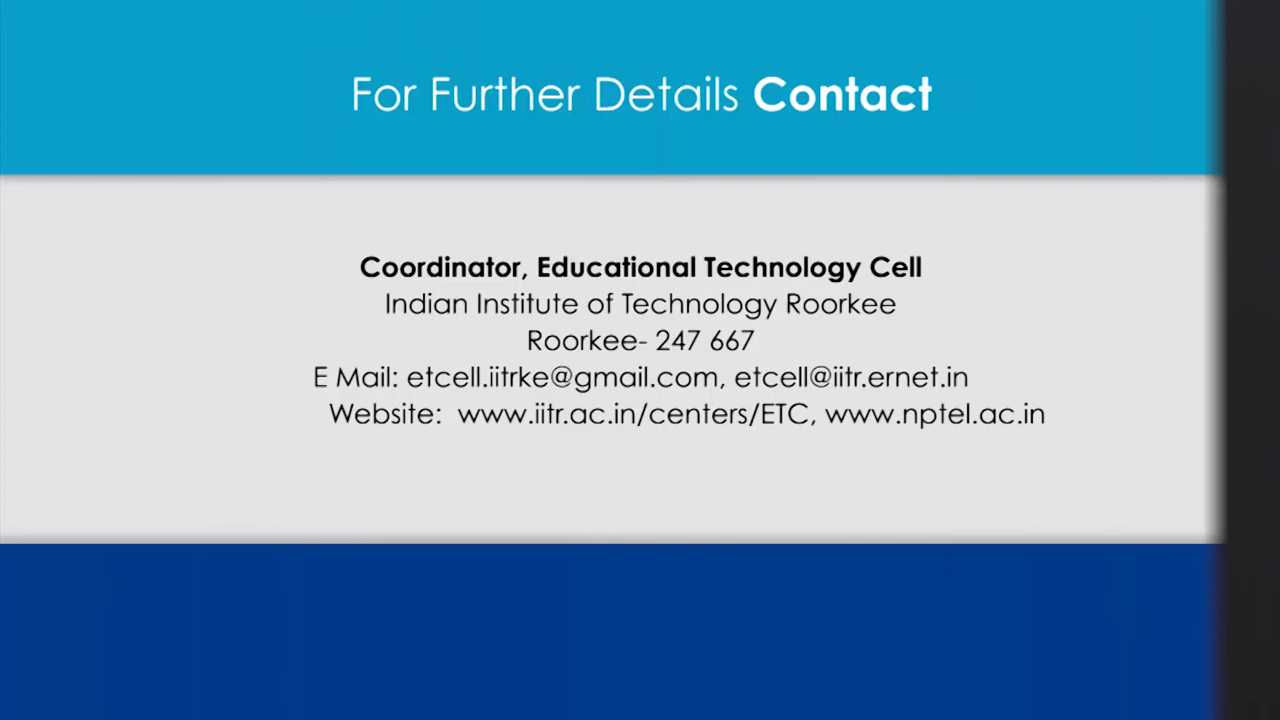 For Further Details Contact
Coordinator, Educational Technology Cell
Indian Institute of Technology Roorkee
Roorkee- 247 667
E Mail: etcell.iitrke@gmail.com, etcell@iitr.ernet.in
Website: www.iitr.ac.in/centers/ETC, www.nptel.ac.in